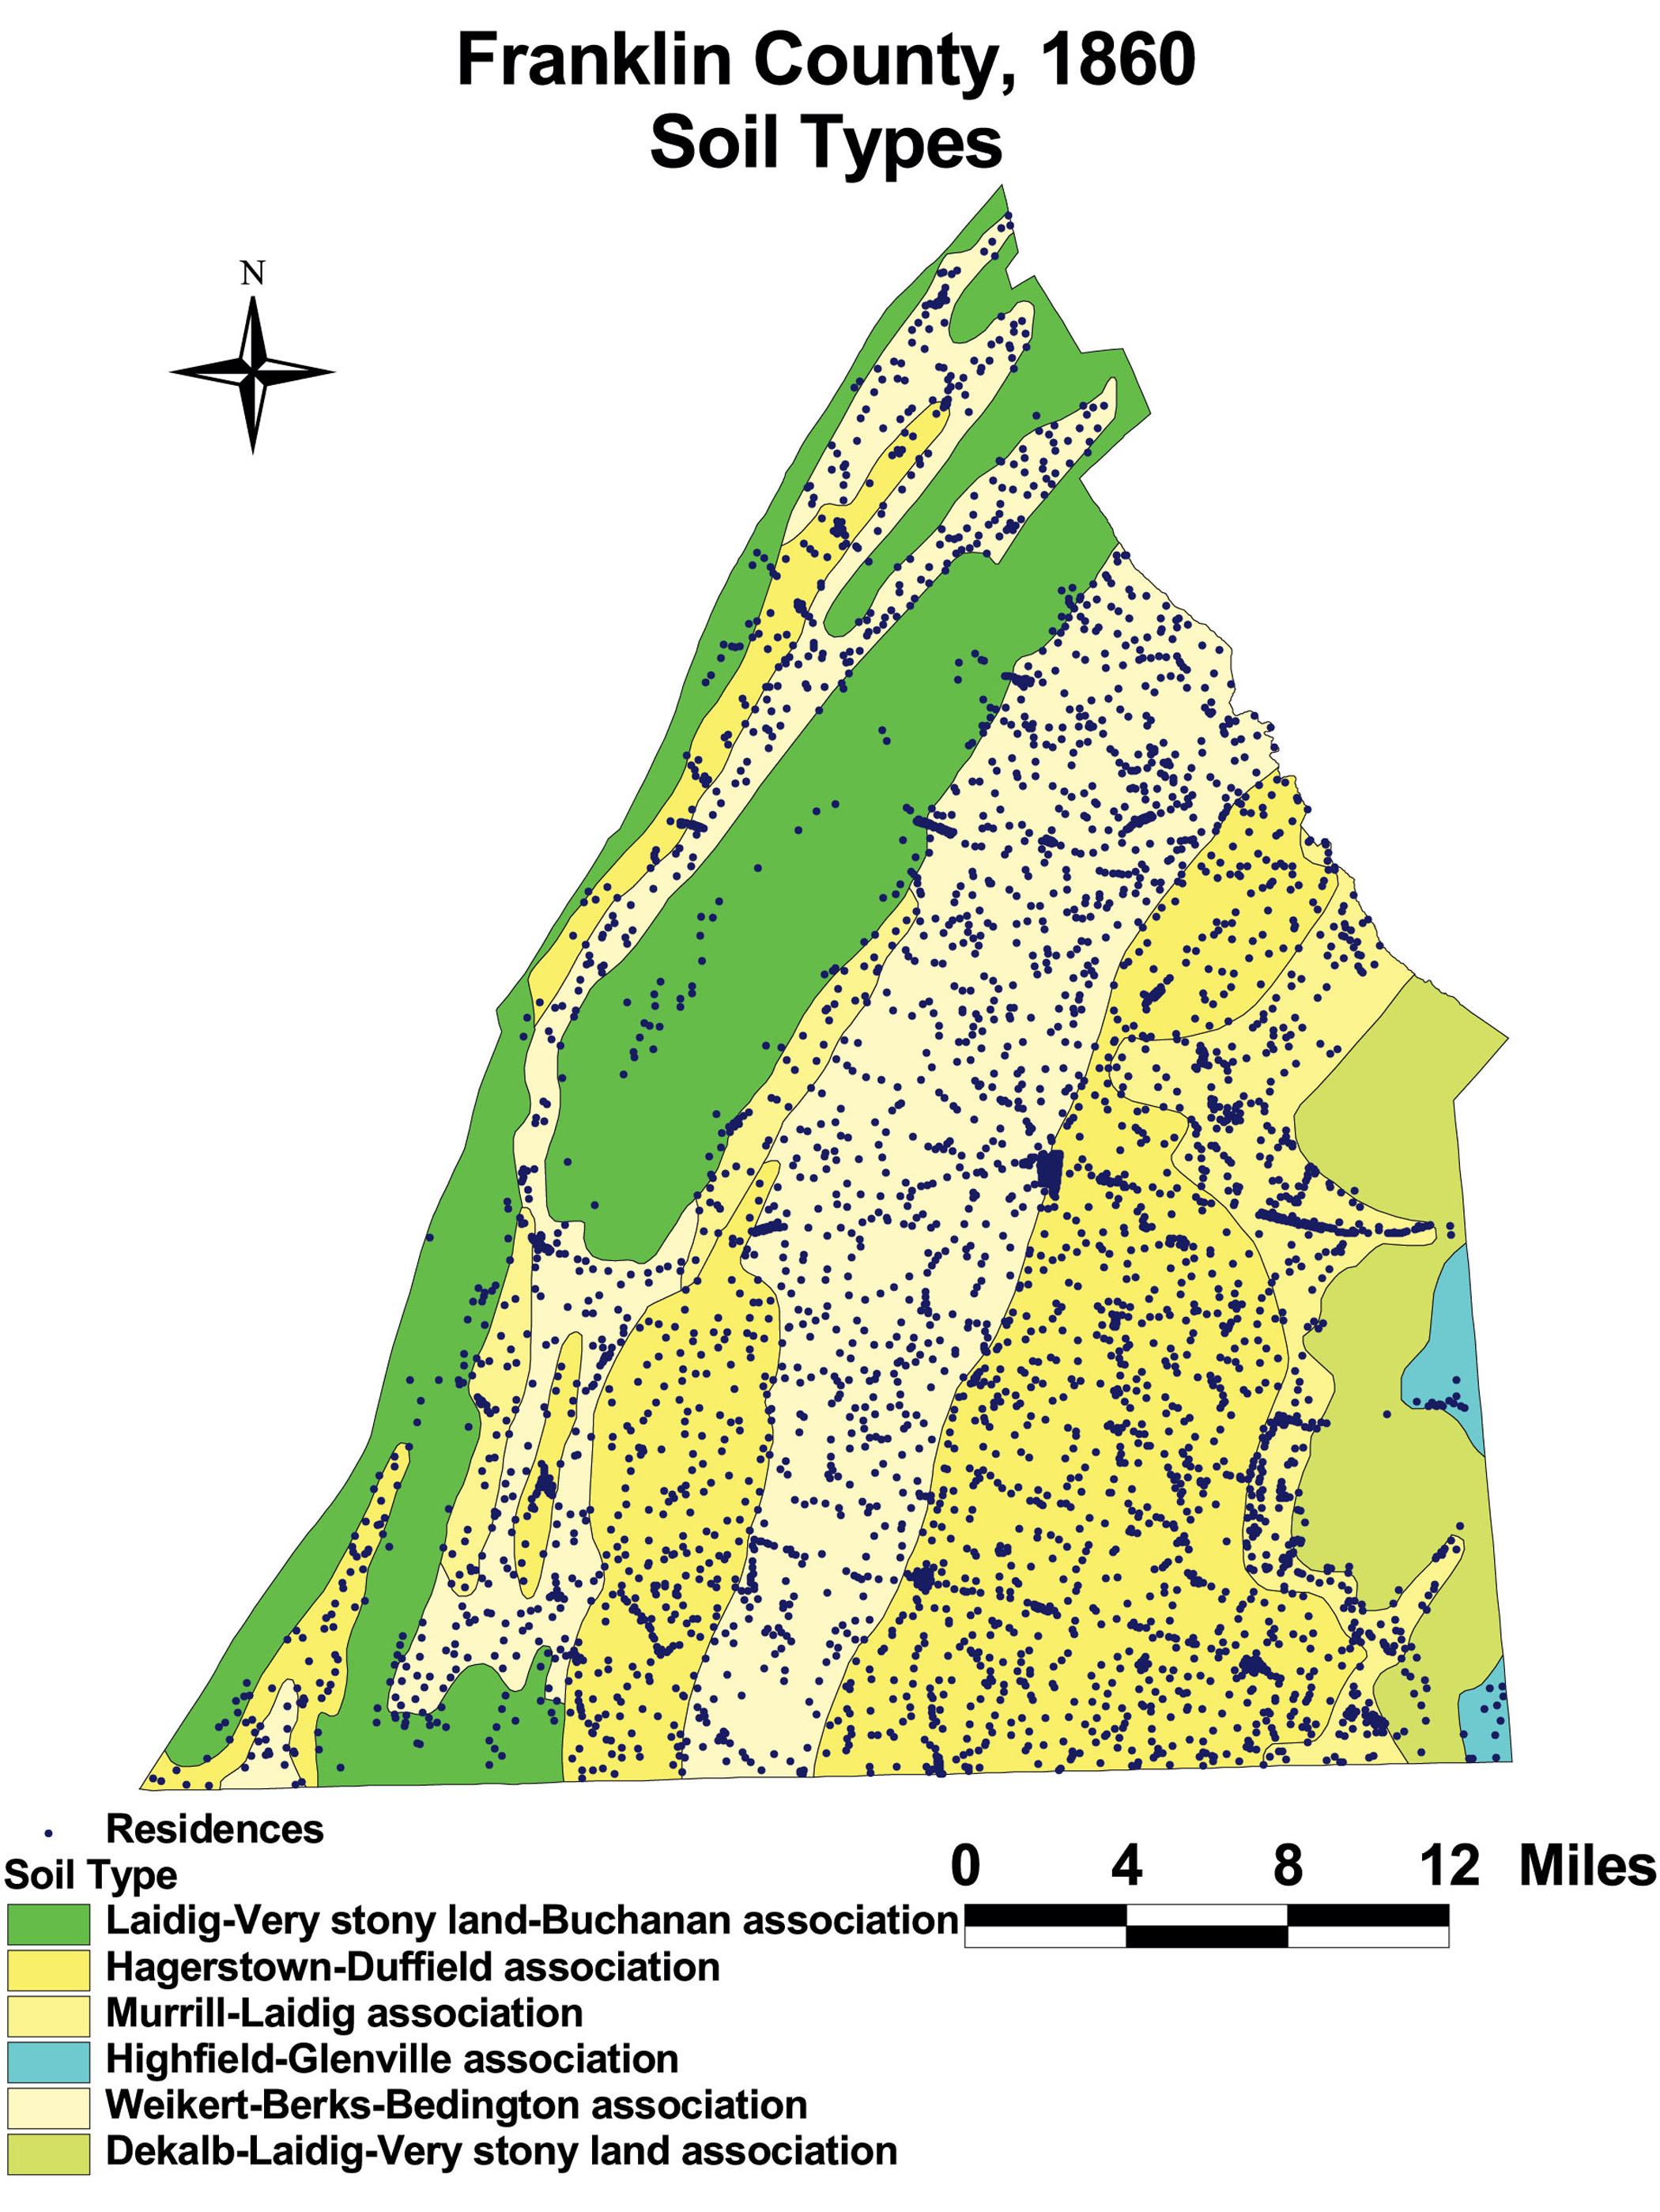 Franklin County, 1860
Soil Types
N
Residences
Soil Type
Laidig-Very stony land-Buchanan association
Hagerstown-Duffield association
Murrill-Laidig association
Highfield-Glenville association
Weikert-Berks-Bedington association
Dekalb-Laidig-Very stony land association
0 4 8 12 Miles